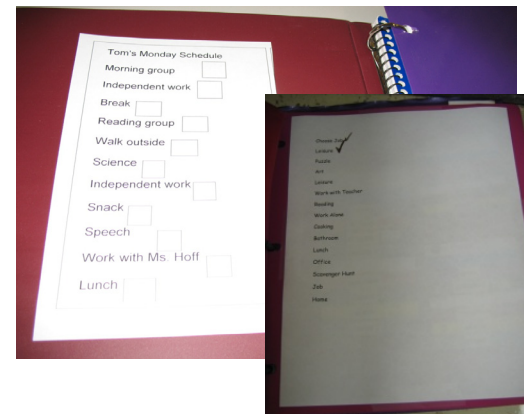 Tom's Monday Schedule
Morning group
Independent work
Break
Reading group
Walk outside
Science
Independent work
Snack
Speech
Work with Ms. Hoff
Lunch
Choose Job
Leisure
Puzzle
Art
Leisure
Work with Teacher
Reading
Work Alone
Cooking
Bathroom
Lunch
Office
Scavenger Hunt
Job
Home